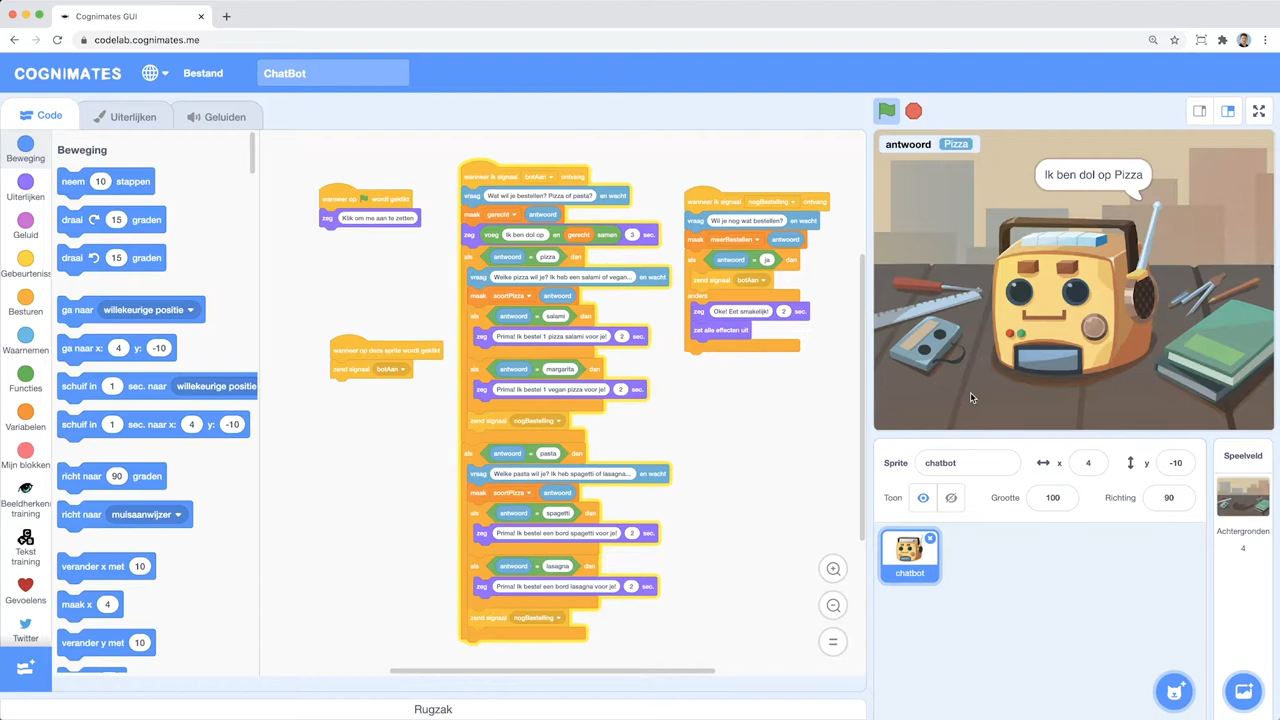 Cognimates GUI
codelab.cognimates.me
COGNIMATES
Bestand
ChatBot
Code
Uiterlijken
Geluiden
Beweging
Uiterlijken
Geluid
Gebeurtenis
Besturen
Waarnemen
Functies
Variabelen
Mijn blokken
Beeldherkenn
training
Tekst
training
Gevoelens
Twitter
Beweging
neem 10 stappen
draai 15 graden
draai 15 graden
ga naar willekeurige positie
ga naar x: 4 y: -10
schuif in 1 sec. naar willekeurige positie
schuif in 1 sec. naar x: 4 y: -10
richt naar 90 graden
richt naar muisaanwijzer
verander x met 10
maak x 4
verander y met 10
wanneer op wordt geklikt
zeg Klik om me aan te zetten
wanneer op deze sprite wordt geklikt
zend signaal botAan
wanneer ik signaal botAan ontvang
vraag Wat wil je bestellen? Pizza of pasta? en wacht
maak gerecht antwoord
zeg voeg Ik ben dol op en gerecht samen 3 sec.
als antwoord = pizza dan
vraag Welke pizza wil je? Ik heb een salami of vegan... en wacht
maak soortPizza antwoord
als antwoord = salami dan
zeg Prima! Ik bestel 1 pizza salami voor je! 2 sec.
als antwoord = margarita dan
zeg Prima! Ik bestel 1 vegan pizza voor je! 2 sec.
zend signaal nogBestelling
als antwoord = pasta dan
vraag Welke pasta wil je? Ik heb spagetti of lasagna... en wacht
maak soortPizza antwoord
als antwoord = spagetti dan
zeg Prima! Ik bestel een bord spagetti voor je! 2 sec.
als antwoord = lasagna dan
zeg Prima! Ik bestel een bord lasagna voor je! 2 sec.
zend signaal nogBestelling
wanneer ik signaal nogBestelling ontvang
vraag Wil je nog wat bestellen? en wacht
maak meerBestellen antwoord
als antwoord = ja dan
zend signaal botAan
anders
zeg Oke! Eet smakelijk! 2 sec.
zet alle effecten uit
Rugzak
antwoord Pizza
Ik ben dol op Pizza
Sprite chatbot x 4 y -10
Toon Grootte 100 Richting 90
chatbot
Speelveld
Achtergronden
4